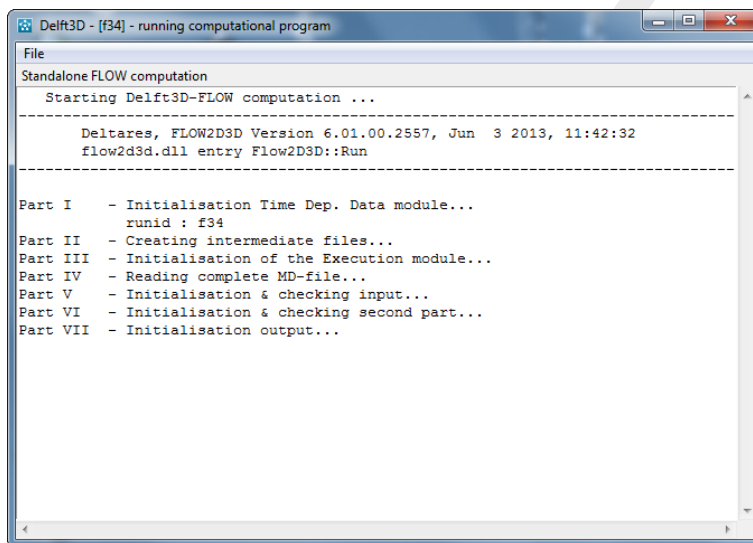 Delft3D - [f34] - running computational program
File
Standalone FLOW computation
Starting Delft3D-FLOW computation ...
--------------------------------------------------------------------------------
Deltares, FLOW2D3D Version 6.01.00.2557, Jun  3 2013, 11:42:32
flow2d3d.dll entry Flow2D3D::Run
--------------------------------------------------------------------------------
Part I    - Initialisation Time Dep. Data module...
runid : f34
Part II   - Creating intermediate files...
Part III  - Initialisation of the Execution module...
Part IV   - Reading complete MD-file...
Part V    - Initialisation & checking input...
Part VI   - Initialisation & checking second part...
Part VII  - Initialisation output...